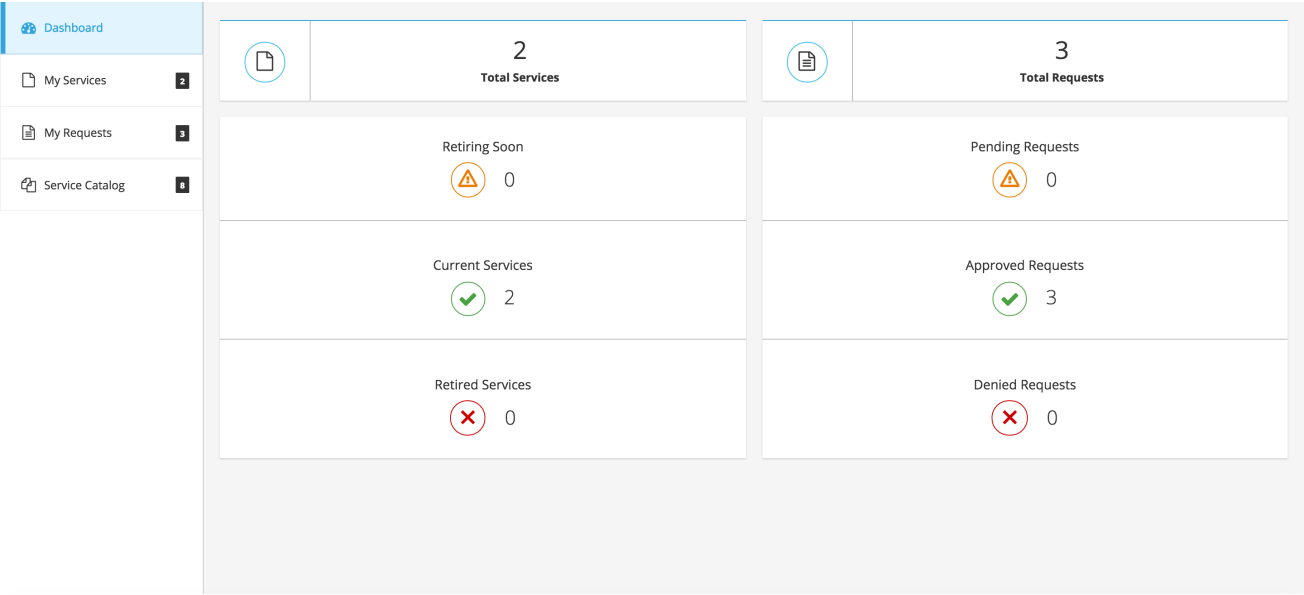 Dashboard
My Services 2
My Requests 3
Service Catalog 8
2
Total Services
3
Total Requests
Retiring Soon
0
Current Services
2
Retired Services
0
Pending Requests
0
Approved Requests
3
Denied Requests
0